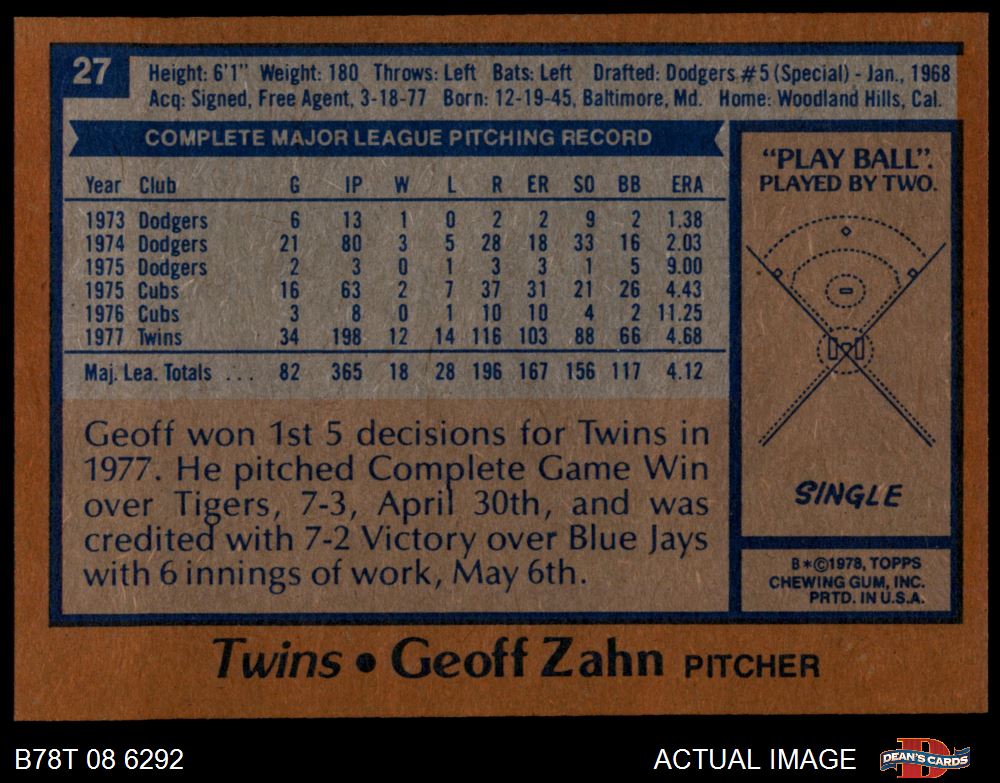 27
Height: 6'1" Weight: 180 Throws: Left Bats: Left Drafted: Dodgers #5 (Special) - Jan., 1968
Acq: Signed, Free Agent, 3-18-77 Born: 12-19-45, Baltimore, Md. Home: Woodland Hills, Cal.
COMPLETE MAJOR LEAGUE PITCHING RECORD
Year Club G IP W L R ER SO BB ERA
1973 Dodgers 6 13 1 0 2 2 9 2 1.38
1974 Dodgers 21 80 3 5 28 18 33 16 2.03
1975 Dodgers 2 3 0 1 3 3 1 5 9.00
1975 Cubs 16 63 2 7 37 31 21 26 4.43
1976 Cubs 3 8 0 1 10 10 4 2 11.25
1977 Twins 34 198 12 14 116 103 88 66 4.68
Maj. Lea. Totals ... 82 365 18 28 196 167 156 117 4.12
Geoff won 1st 5 decisions for Twins in
1977. He pitched Complete Game Win
over Tigers, 7-3, April 30th, and was
credited with 7-2 Victory over Blue Jays
with 6 innings of work, May 6th.
"PLAY BALL".
PLAYED BY TWO.
SINGLE
B*©1978, TOPPS
CHEWING GUM, INC.
PRTD. IN U.S.A.
Twins • Geoff Zahn PITCHER
B78T 08 6292
ACTUAL IMAGE
D
DEAN'S CARDS